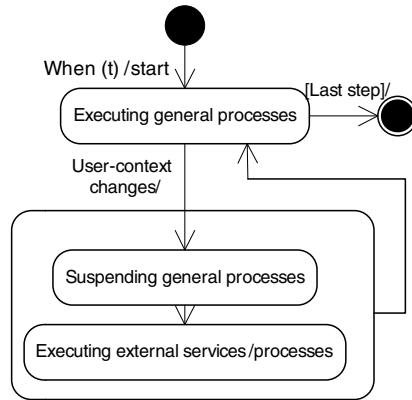 When (t) /start
[Last step]/
Executing general processes
User-context
changes/
Suspending general processes
Executing external services/processes